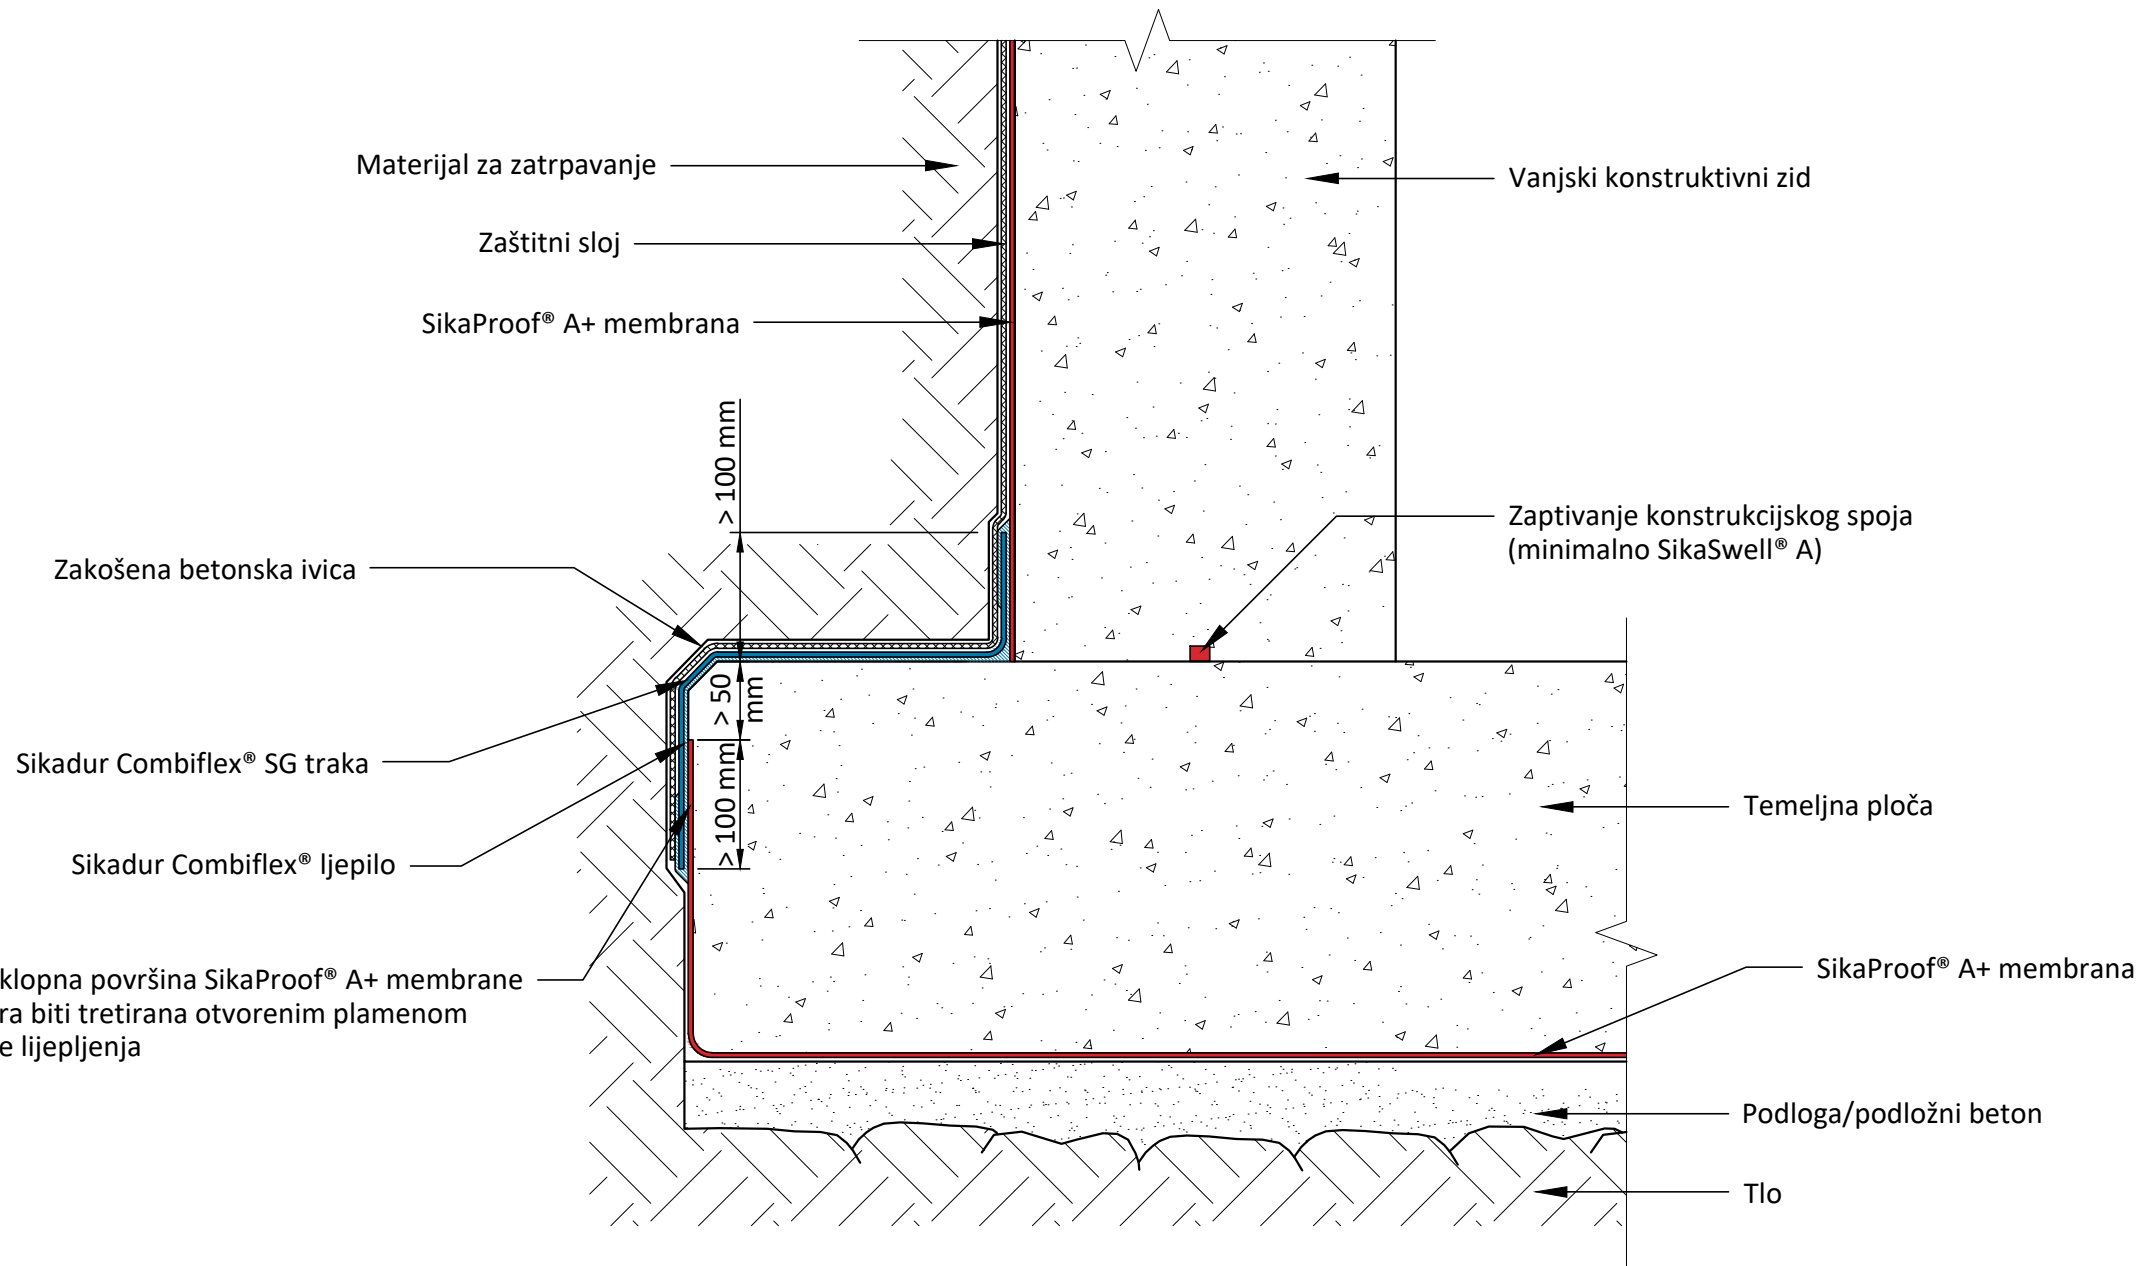 Materijal za zatrpavanje
Zaštitni sloj
SikaProof® A+ membrana
> 100 mm
Zakošena betonska ivica
> 50
mm
Sikadur Combiflex® SG traka
> 100 mm
Sikadur Combiflex® ljepilo
površina SikaProof® A+ membrane
biti tretirana otvorenim plamenom
lijepljenja
Vanjski konstruktivni zid
Zaptivanje konstrukcijskog spoja
(minimalno SikaSwell® A)
Temeljna ploča
SikaProof® A+ membrana
Podloga/podložni beton
Tlo